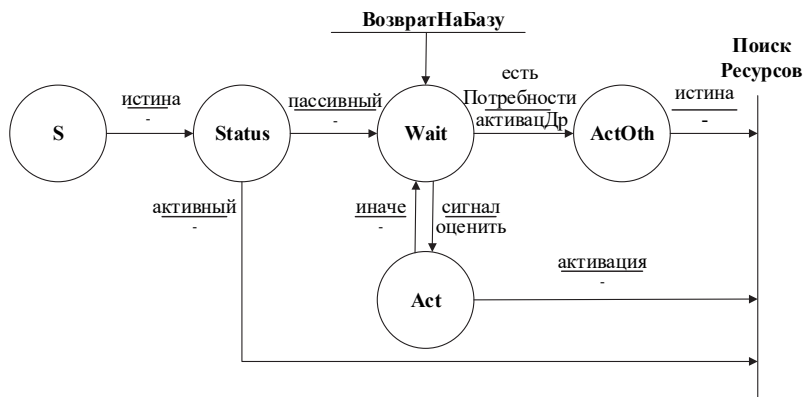 ВозвратНаБазу
Поиск
Ресурсов
есть
Потребности
активацДр
истина
-
пассивный
-
истина
-
S
Status
Wait
ActOth
активный
-
иначе
-
сигнал
оценить
активация
-
Act